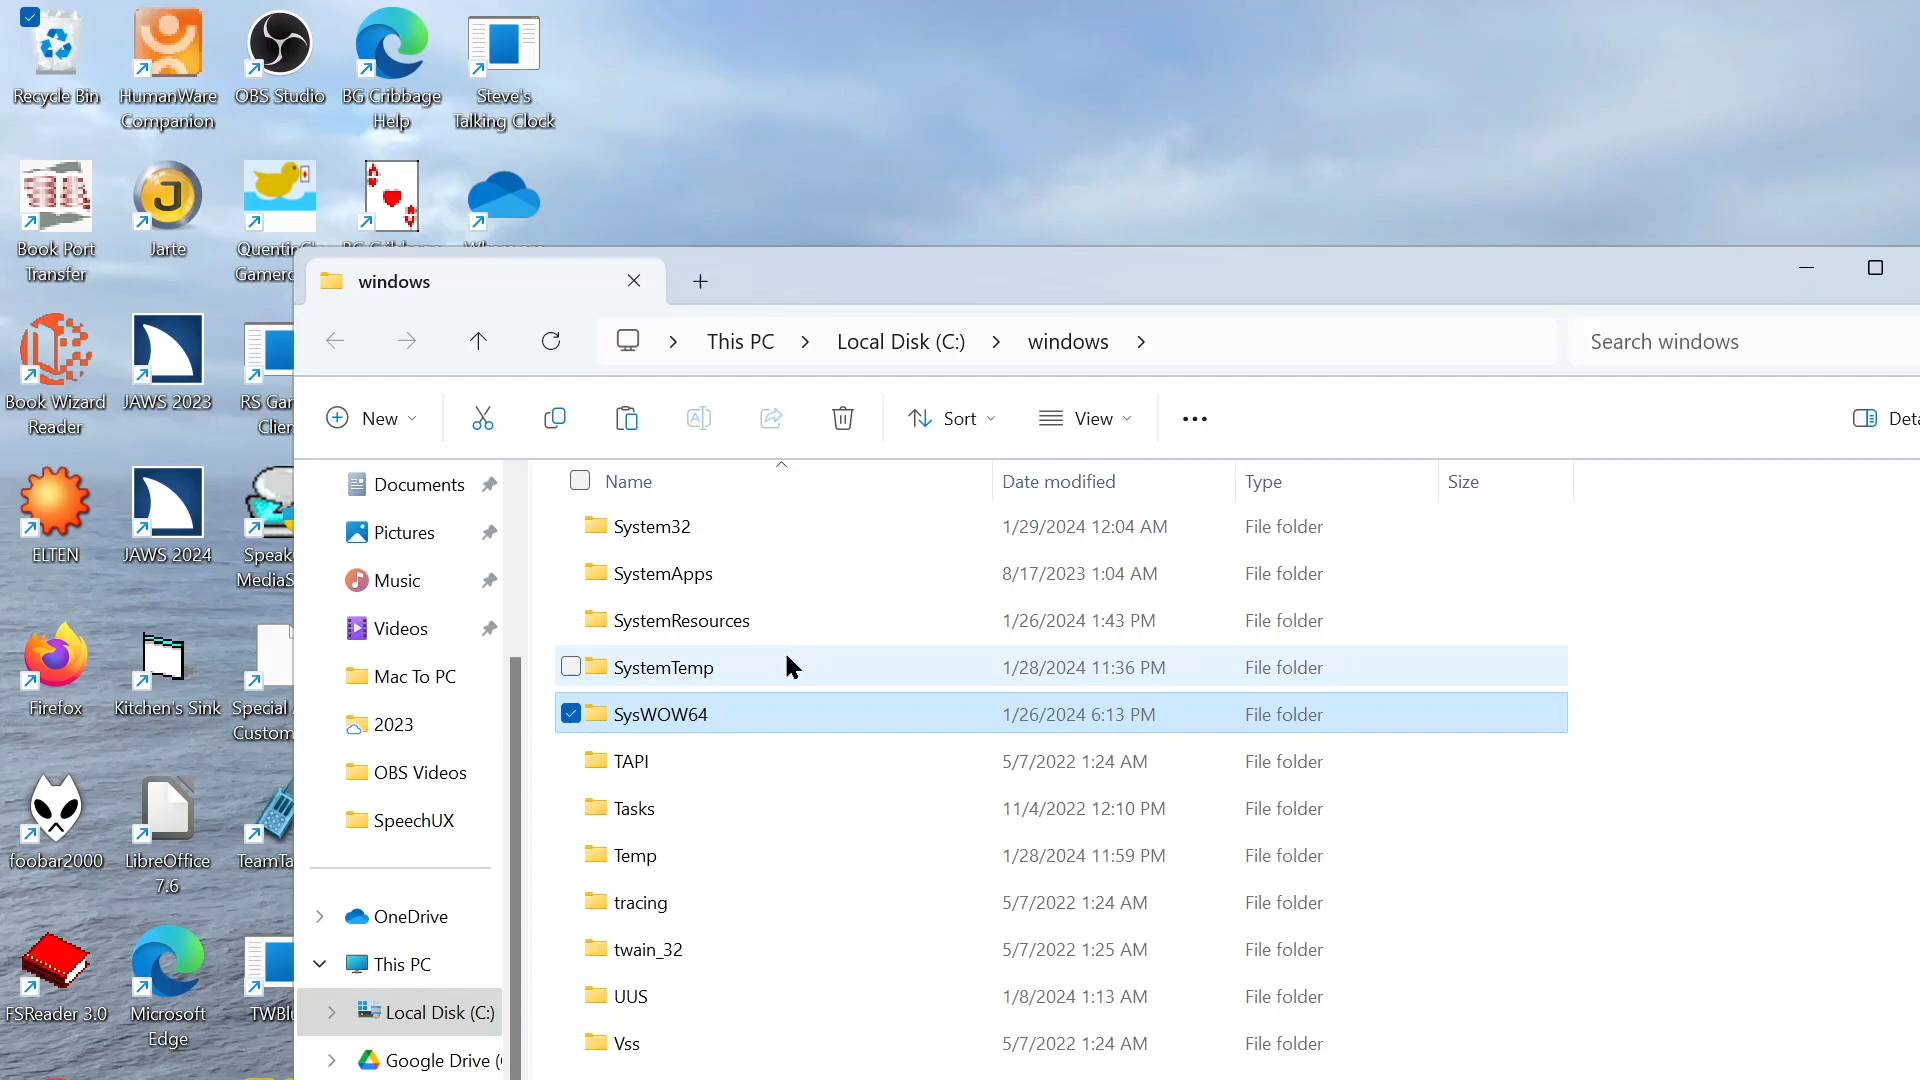 Recycle Bin
HumanWare
Companion
OBS Studio
BG Cribbage
Help
Steve's
Talking Clock
Book Port
Transfer
Jarte
Book Wizard
Reader
JAWS 2023
ELTEN
JAWS 2024
Firefox
Kitchen's Sink
Special
Custom
foobar2000
LibreOffice
7.6
FSReader 3.0
Microsoft
Edge
windows
This PC
Local Disk (C:)
windows
Search windows
New
Sort
View
Documents
Pictures
Music
Videos
Mac To PC
2023
OBS Videos
SpeechUX
OneDrive
This PC
Local Disk (C:)
Google Drive (
Name Date modified Type Size
System32 1/29/2024 12:04 AM File folder
SystemApps 8/17/2023 1:04 AM File folder
SystemResources 1/26/2024 1:43 PM File folder
SystemTemp 1/28/2024 11:36 PM File folder
SysWOW64 1/26/2024 6:13 PM File folder
TAPI 5/7/2022 1:24 AM File folder
Tasks 11/4/2022 12:10 PM File folder
Temp 1/28/2024 11:59 PM File folder
tracing 5/7/2022 1:24 AM File folder
twain_32 5/7/2022 1:25 AM File folder
UUS 1/8/2024 1:13 AM File folder
Vss 5/7/2022 1:24 AM File folder